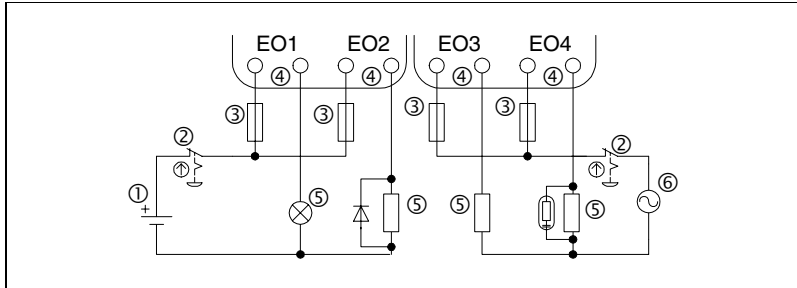 EO1 EO2 EO3 EO4
④ ④ ④ ④
③ ③ ③ ③
② ②
① + ⑤ ⑤ ⑤ ⑤ ⑥